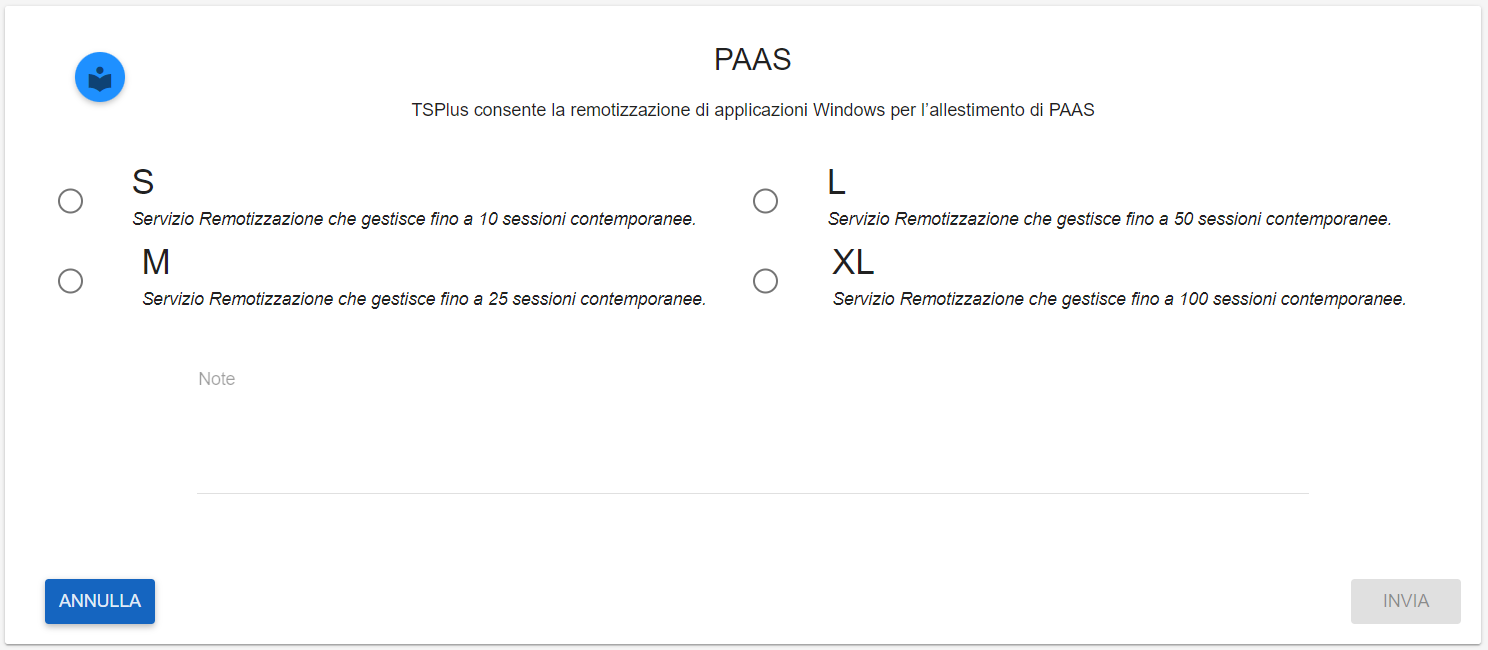 PAAS
TSPlus consente la remotizzazione di applicazioni Windows per l'allestimento di PAAS
S
Servizio Remotizzazione che gestisce fino a 10 sessioni contemporanee.
L
Servizio Remotizzazione che gestisce fino a 50 sessioni contemporanee.
M
Servizio Remotizzazione che gestisce fino a 25 sessioni contemporanee.
XL
Servizio Remotizzazione che gestisce fino a 100 sessioni contemporanee.
Note
ANNULLA
INVIA